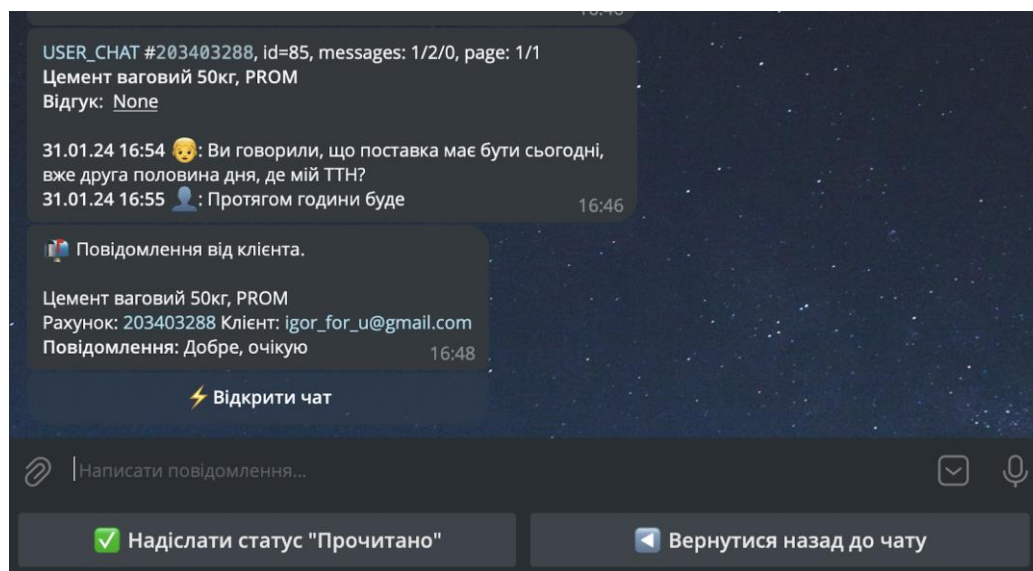 USER_CHAT #203403288, id=85, messages: 1/2/0, page: 1/1
Цемент ваговий 50кг, PROM
Відгук: None
31.01.24 16:54 👴: Ви говорили, що поставка має бути сьогодні,
вже друга половина дня, де мій ТТН?
31.01.24 16:55 👤: Протягом години буде
16:46
📬 Повідомлення від клієнта.
Цемент ваговий 50кг, PROM
Рахунок: 203403288 Клієнт: igor_for_u@gmail.com
Повідомлення: Добре, очікую
16:48
⚡ Відкрити чат
Написати повідомлення...
✅ Надіслати статус "Прочитано"
◀️ Вернутися назад до чату